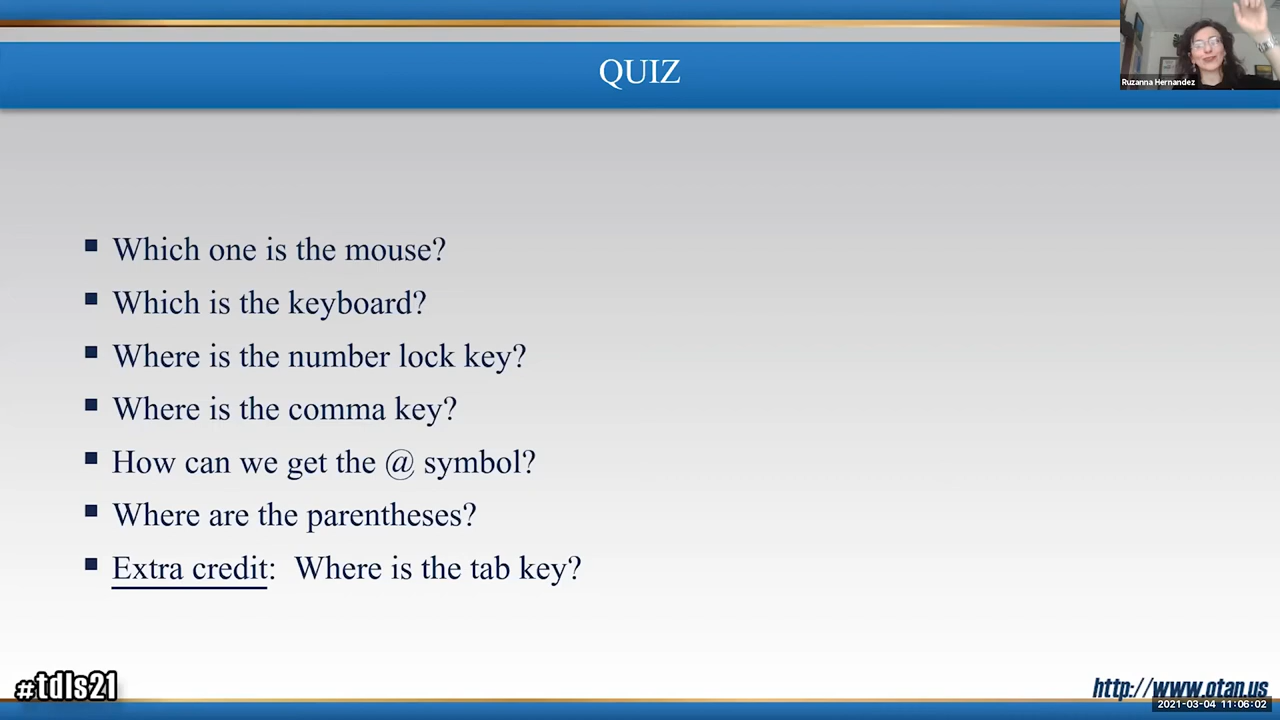 QUIZ
Ruzanna Hernandez
Which one is the mouse?
Which is the keyboard?
Where is the number lock key?
Where is the comma key?
How can we get the @ symbol?
Where are the parentheses?
Extra credit: Where is the tab key?
#tdls21
http://www.otan.us
2021-03-04 11:06:02